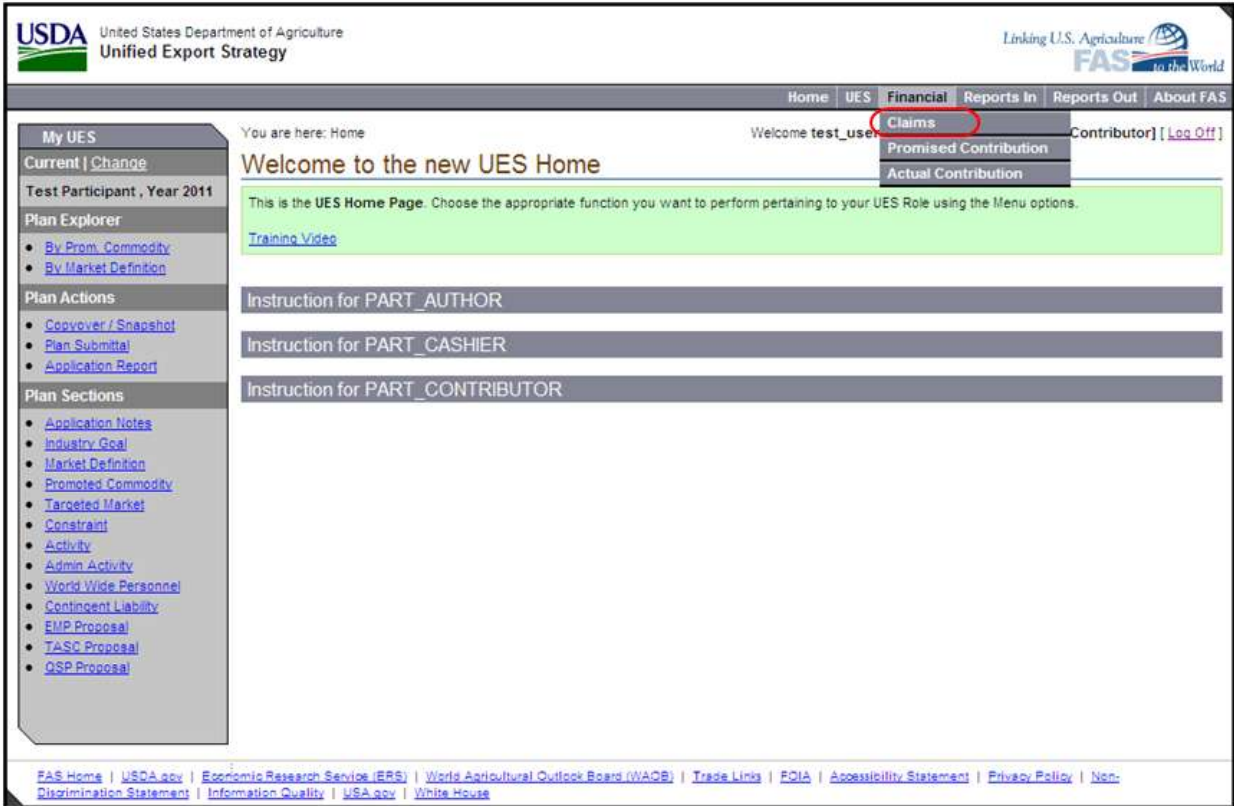 USDA United States Department of Agriculture
Unified Export Strategy
Linking U.S. Agriculture
FAS to the World
Home UES Financial Reports In Reports Out About FAS
Claims
Promised Contribution
Actual Contribution
My UES
Current | Change
Test Participant , Year 2011
Plan Explorer
By Prom. Commodity
By Market Definition
Plan Actions
Copyover / Snapshot
Plan Submittal
Application Report
Plan Sections
Application Notes
Industry Goal
Market Definition
Promoted Commodity
Targeted Market
Constraint
Activity
Admin Activity
World Wide Personnel
Contingent Liability
EMP Proposal
TASC Proposal
QSP Proposal
You are here: Home
Welcome test_user Contributor] [ Log Off ]
Welcome to the new UES Home
This is the UES Home Page. Choose the appropriate function you want to perform pertaining to your UES Role using the Menu options.
Training Video
Instruction for PART_AUTHOR
Instruction for PART_CASHIER
Instruction for PART_CONTRIBUTOR
FAS Home | USDA.gov | Economic Research Service (ERS) | World Agricultural Outlook Board (WAOB) | Trade Links | FOIA | Accessibility Statement | Privacy Policy | Non-
Discrimination Statement | Information Quality | USA.gov | White House